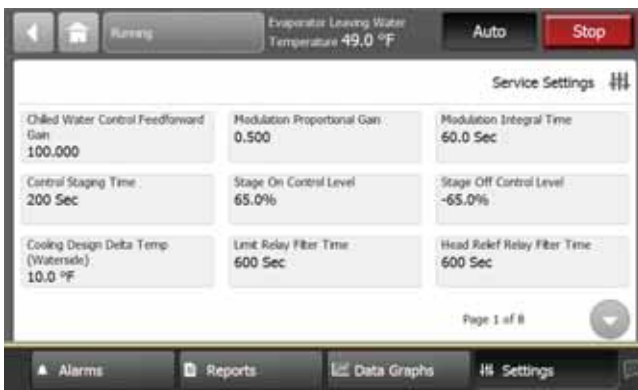 Running
Evaporator Leaving Water
Temperature 49.0 °F
Auto
Stop
Service Settings
Chilled Water Control Feedforward
Gain
100.000
Modulation Proportional Gain
0.500
Modulation Integral Time
60.0 Sec
Control Staging Time
200 Sec
Stage On Control Level
65.0%
Stage Off Control Level
-65.0%
Cooling Design Delta Temp
(Waterside)
10.0 °F
Limit Relay Filter Time
600 Sec
Head Relief Relay Filter Time
600 Sec
Page 1 of 8
Alarms
Reports
Data Graphs
Settings